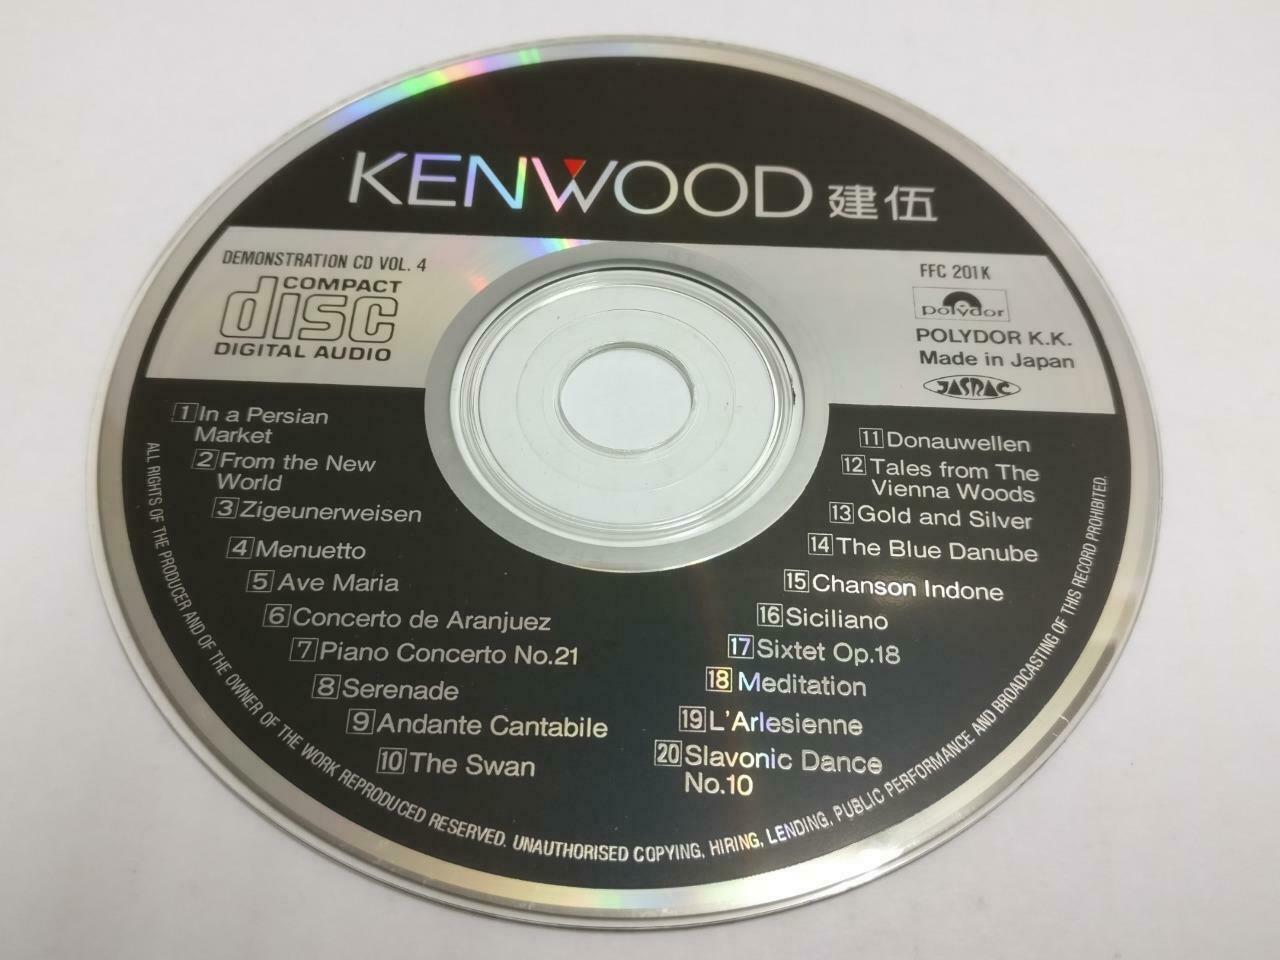 KENWOOD 建伍
DEMONSTRATION CD VOL. 4
COMPACT
disc
DIGITAL AUDIO
FFC 201K
polydor
POLYDOR K.K.
Made in Japan
JASRAC
1 In a Persian
Market
2 From the New
World
3 Zigeunerweisen
4 Menuetto
5 Ave Maria
6 Concerto de Aranjuez
7 Piano Concerto No.21
8 Serenade
9 Andante Cantabile
10 The Swan
11 Donauwellen
12 Tales from The
Vienna Woods
13 Gold and Silver
14 The Blue Danube
15 Chanson Indone
16 Siciliano
17 Sixtet Op.18
18 Meditation
19 L'Arlesienne
20 Slavonic Dance
No.10
ALL RIGHTS OF THE PRODUCER AND OF THE OWNER OF THE WORK REPRODUCED RESERVED. UNAUTHORISED COPYING, HIRING, LENDING, PUBLIC PERFORMANCE AND BROADCASTING OF THIS RECORD PROHIBITED.